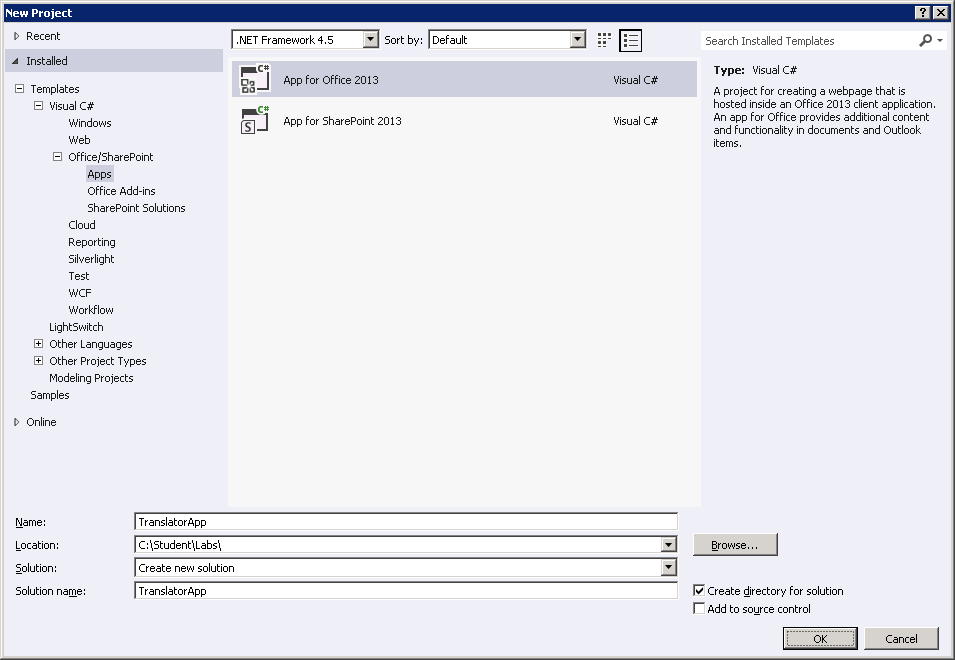 New Project
Recent
Installed
Templates
Visual C#
Windows
Web
Office/SharePoint
Apps
Office Add-ins
SharePoint Solutions
Cloud
Reporting
Silverlight
Test
WCF
Workflow
LightSwitch
Other Languages
Other Project Types
Modeling Projects
Samples
Online
.NET Framework 4.5 Sort by: Default
App for Office 2013 Visual C#
App for SharePoint 2013 Visual C#
Search Installed Templates
Type: Visual C#
A project for creating a webpage that is
hosted inside an Office 2013 client application.
An app for Office provides additional content
and functionality in documents and Outlook
items.
Name: TranslatorApp
Location: C:\Student\Labs\ Browse...
Solution: Create new solution
Solution name: TranslatorApp
Create directory for solution
Add to source control
OK Cancel